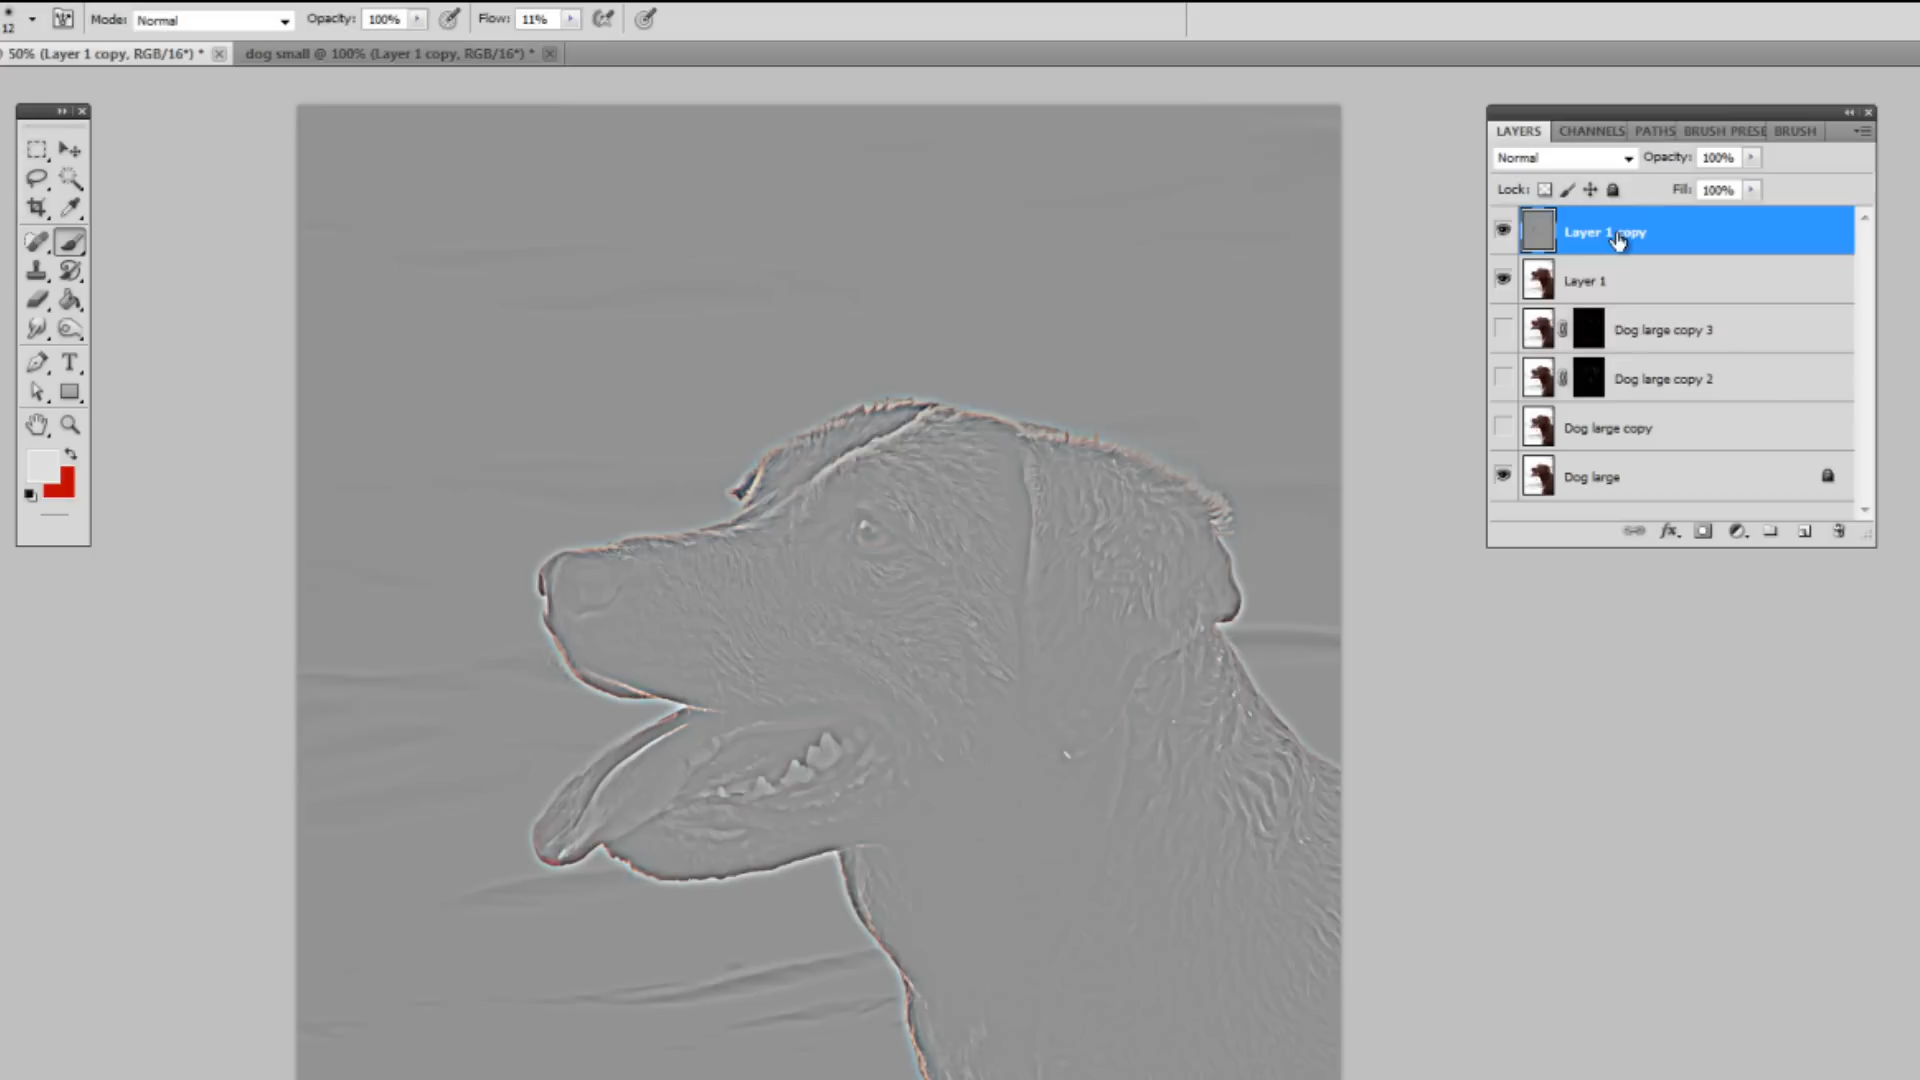 12 Mode: Normal Opacity: 100% Flow: 11%
50% (Layer 1 copy, RGB/16*) * dog small @ 100% (Layer 1 copy, RGB/16*) *
LAYERS CHANNELS PATHS BRUSH PRESE BRUSH
Normal Opacity: 100%
Lock: Fill: 100%
Layer 1 copy
Layer 1
Dog large copy 3
Dog large copy 2
Dog large copy
Dog large
T
fx